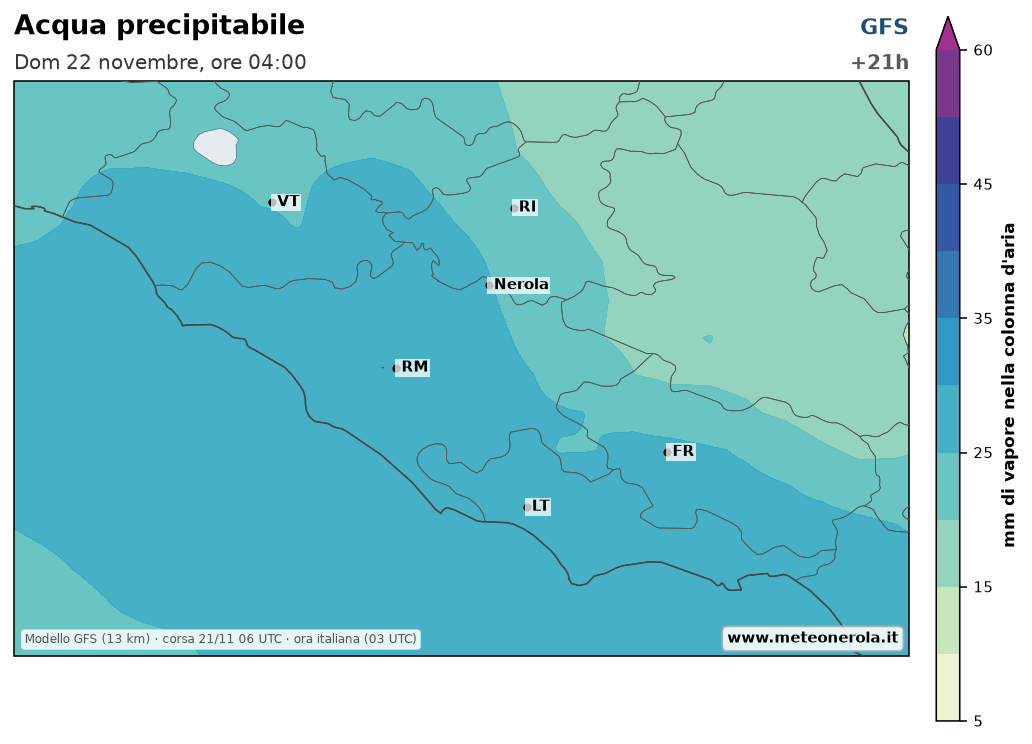 Acqua precipitabile
GFS
Dom 22 novembre, ore 04:00
+21h
60
45
35
25
15
5
mm di vapore nella colonna d'aria
VT
RI
Nerola
RM
FR
LT
Modello GFS (13 km) · corsa 21/11 06 UTC · ora italiana (03 UTC)
www.meteonerola.it